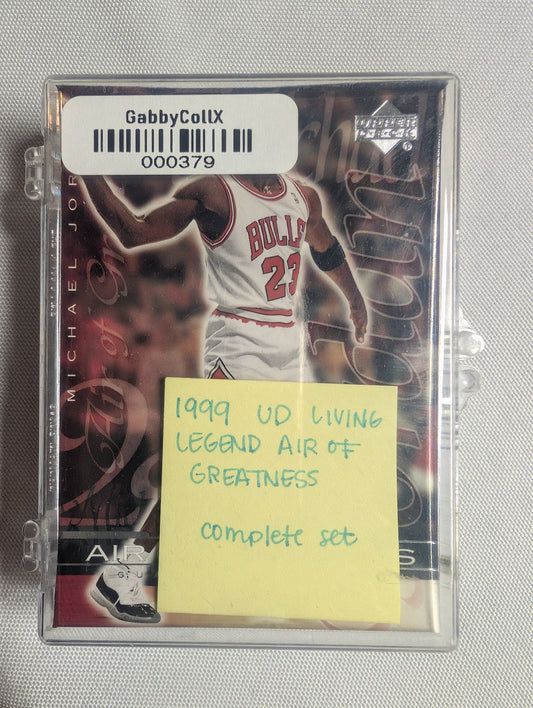 GabbyCollX
000379
UPPER
DECK
MICHAEL JOR
BULLS
23
1999 UD LIVING
LEGEND AIR OF
GREATNESS
complete set
AIR
S